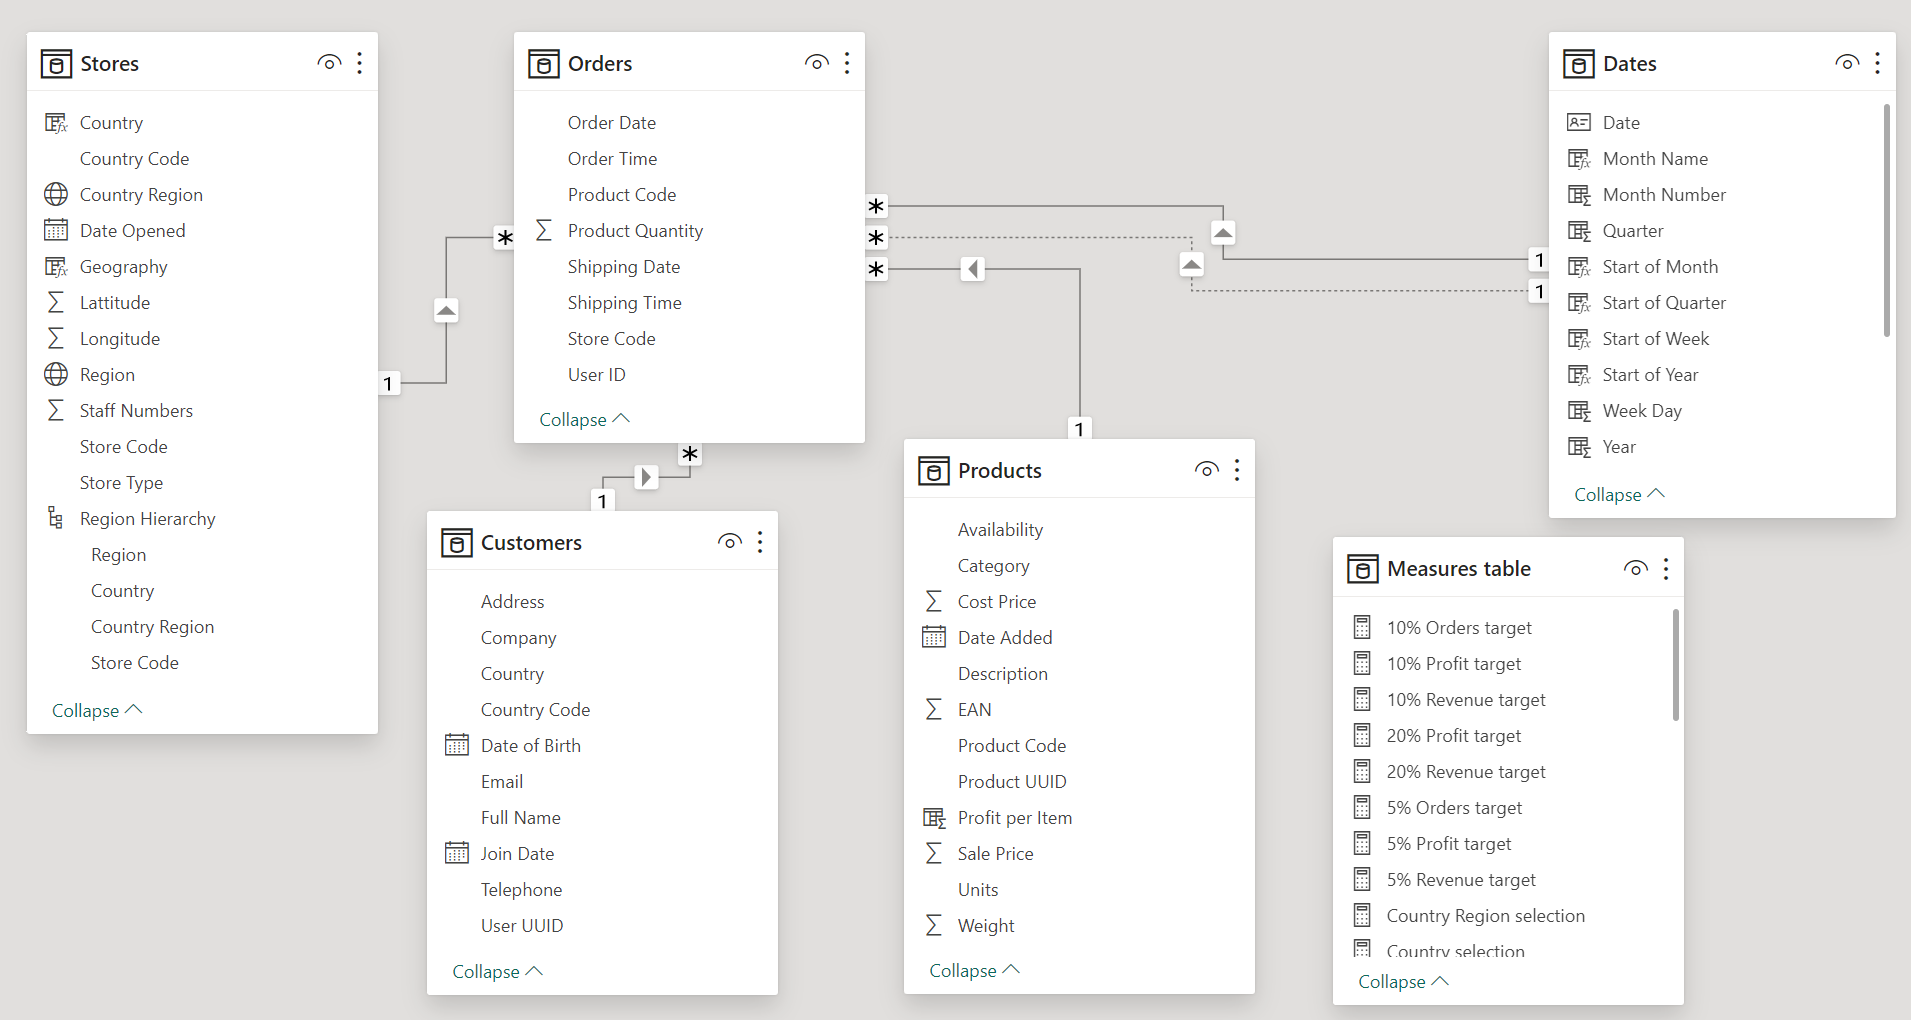 Stores
Country
Country Code
Country Region
Date Opened
Geography
Lattitude
Longitude
Region
Staff Numbers
Store Code
Store Type
Region Hierarchy
Region
Country
Country Region
Store Code
Collapse
1
*
Orders
Order Date
Order Time
Product Code
Product Quantity
Shipping Date
Shipping Time
Store Code
User ID
Collapse
*
*
*
*
1
Customers
Address
Company
Country
Country Code
Date of Birth
Email
Full Name
Join Date
Telephone
User UUID
Collapse
1
Products
Availability
Category
Cost Price
Date Added
Description
EAN
Product Code
Product UUID
Profit per Item
Sale Price
Units
Weight
Collapse
1
1
Dates
Date
Month Name
Month Number
Quarter
Start of Month
Start of Quarter
Start of Week
Start of Year
Week Day
Year
Collapse
Measures table
10% Orders target
10% Profit target
10% Revenue target
20% Profit target
20% Revenue target
5% Orders target
5% Profit target
5% Revenue target
Country Region selection
Country selection
Collapse